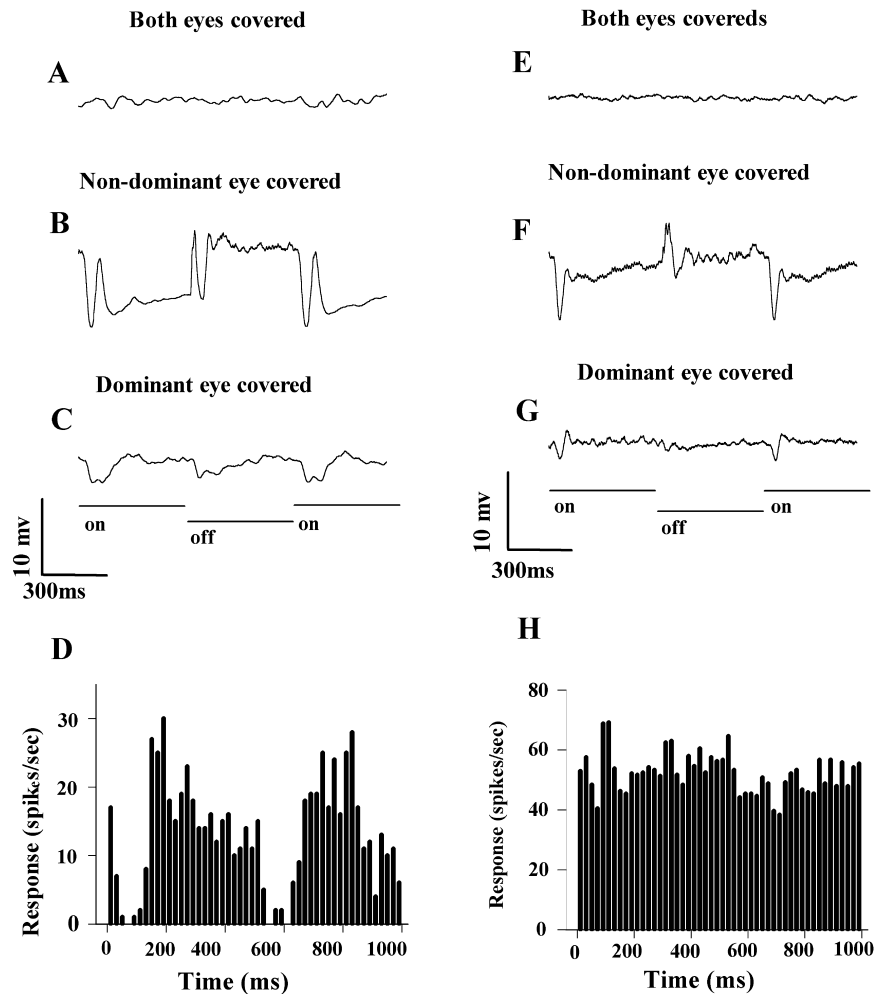 Both eyes covered
A
Non-dominant eye covered
B
Dominant eye covered
C
10 mv
on
off
on
300ms
D
Response (spikes/sec)
30
20
10
0
0 200 400 600 800 1000
Time (ms)
Both eyes covereds
E
Non-dominant eye covered
F
Dominant eye covered
G
10 mv
on
off
on
300ms
H
Response (spikes/sec)
80
60
40
20
0
0 200 400 600 800 1000
Time (ms)